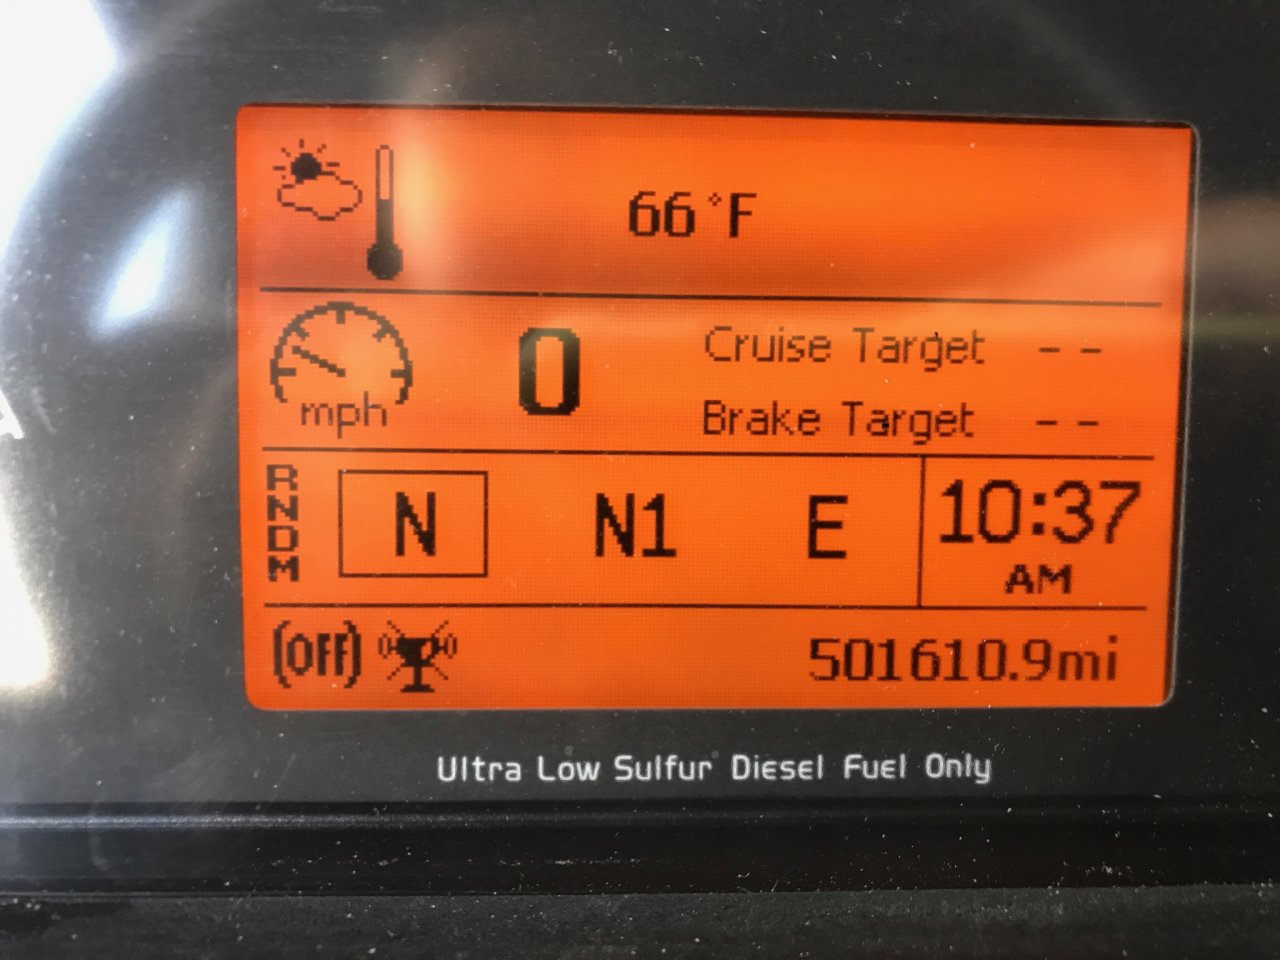 66°F
mph 0 Cruise Target --
Brake Target --
RNDM N N1 E 10:37
AM
(OFF) 501610.9mi
Ultra Low Sulfur Diesel Fuel Only